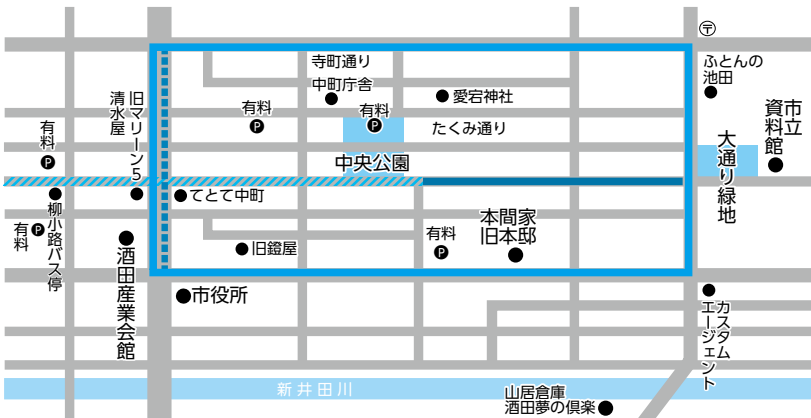 〒
寺町通り
ふとんの
池田
中町庁舎
愛宕神社
旧マリーン5
清水屋
有料
P
有料
P
たくみ通り
市立
資料館
有料
P
大通り緑地
中央公園
てとて中町
柳小路バス停
有料
P
本間家
旧本邸
旧鐙屋
有料
P
酒田産業会館
市役所
カスタム
エージェント
新井田川
山居倉庫
酒田夢の倶楽